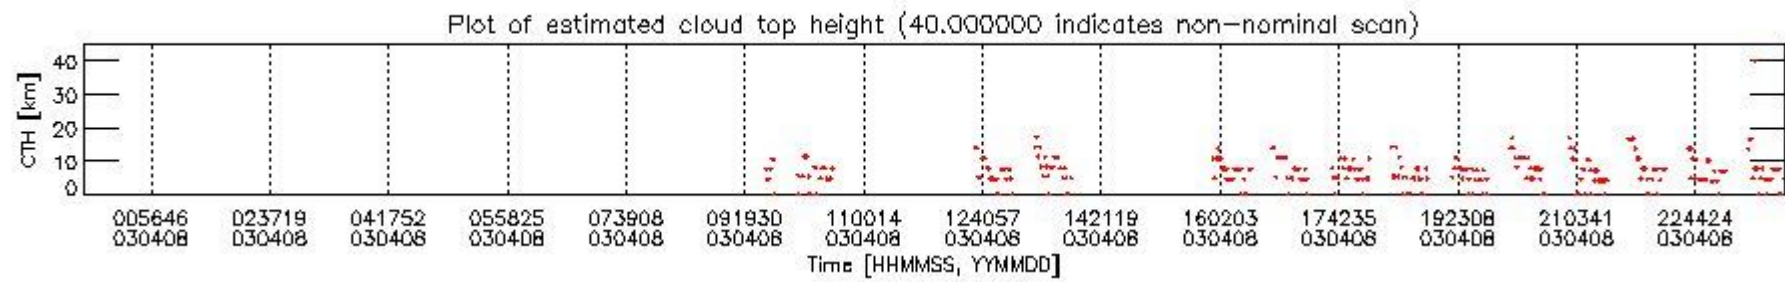 Plot of estimated cloud top height (40.000000 indicates non-nominal scan)
CTH [km]
40
30
20
10
0
005646 023719 041752 055825 073908 091930 110014 124057 142119 160203 174235 192308 210341 224424
030408 030408 030408 030408 030408 030408 030408 030408 030408 030408 030408 030408 030408 030408
Time [HHMMSS, YYMMDD]